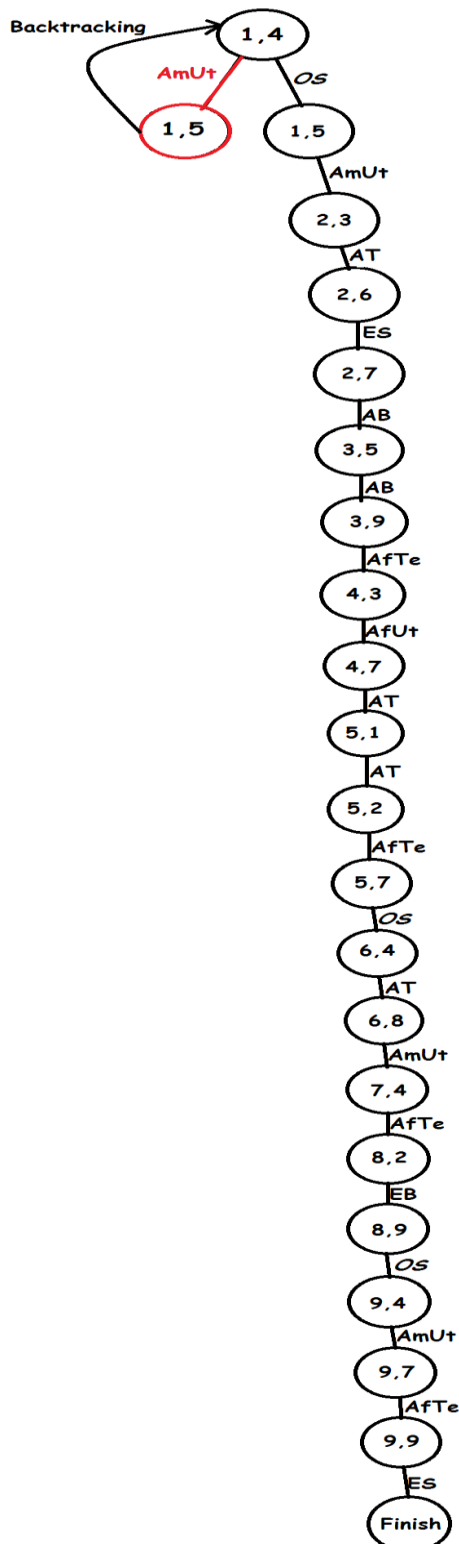 Backtracking
1,4
AmUt
OS
1,5
1,5
AmUt
2,3
AT
2,6
ES
2,7
AB
3,5
AB
3,9
AfTe
4,3
AfUt
4,7
AT
5,1
AT
5,2
AfTe
5,7
OS
6,4
AT
6,8
AmUt
7,4
AfTe
8,2
EB
8,9
OS
9,4
AmUt
9,7
AfTe
9,9
ES
Finish